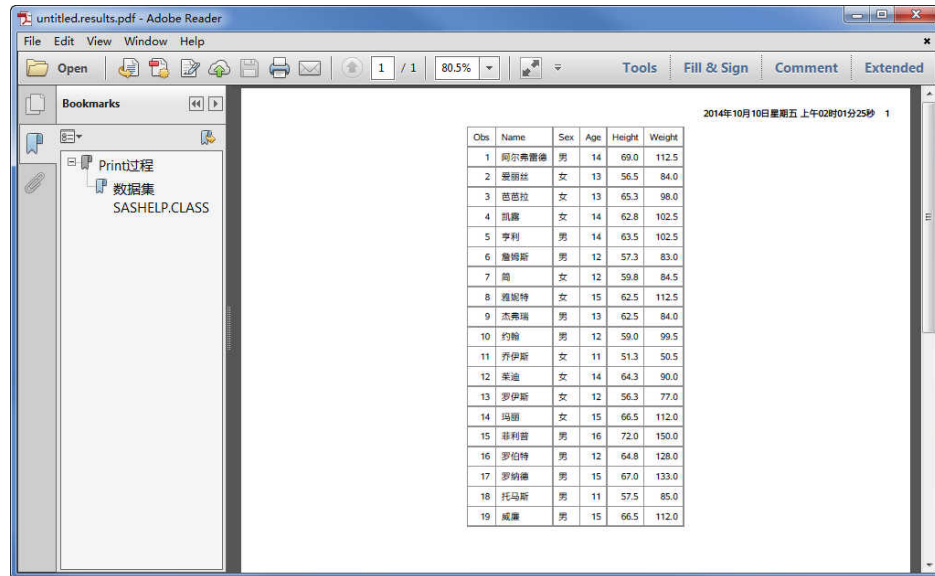 untitled.results.pdf - Adobe Reader
File Edit View Window Help
Open 1 / 1 80.5% Tools Fill & Sign Comment Extended
Bookmarks
Print过程
数据集
SASHELP.CLASS
2014年10月10日星期五 上午02时01分25秒 1
Obs Name Sex Age Height Weight
1 阿尔弗雷德 男 14 69.0 112.5
2 爱丽丝 女 13 56.5 84.0
3 芭芭拉 女 13 65.3 98.0
4 凯露 女 14 62.8 102.5
5 亨利 男 14 63.5 102.5
6 詹姆斯 男 12 57.3 83.0
7 简 女 12 59.8 84.5
8 雅妮特 女 15 62.5 112.5
9 杰弗瑞 男 13 62.5 84.0
10 约翰 男 12 59.0 99.5
11 乔伊斯 女 11 51.3 50.5
12 茱迪 女 14 64.3 90.0
13 罗伊斯 女 12 56.3 77.0
14 玛丽 女 15 66.5 112.0
15 菲利普 男 16 72.0 150.0
16 罗伯特 男 12 64.8 128.0
17 罗纳德 男 15 67.0 133.0
18 托马斯 男 11 57.5 85.0
19 威廉 男 15 66.5 112.0